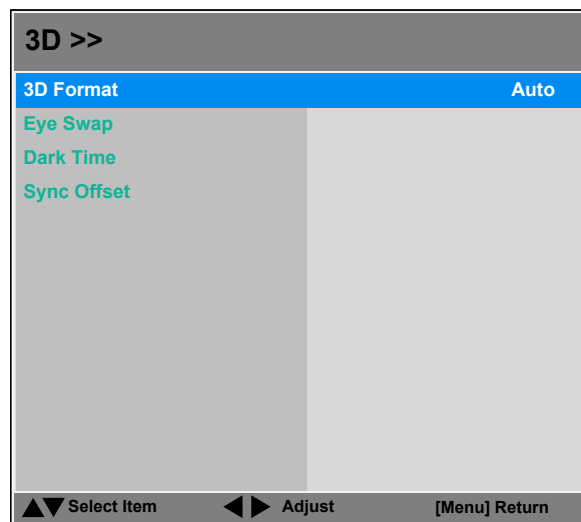 3D >>
3D Format Auto
Eye Swap
Dark Time
Sync Offset
Select Item Adjust [Menu] Return